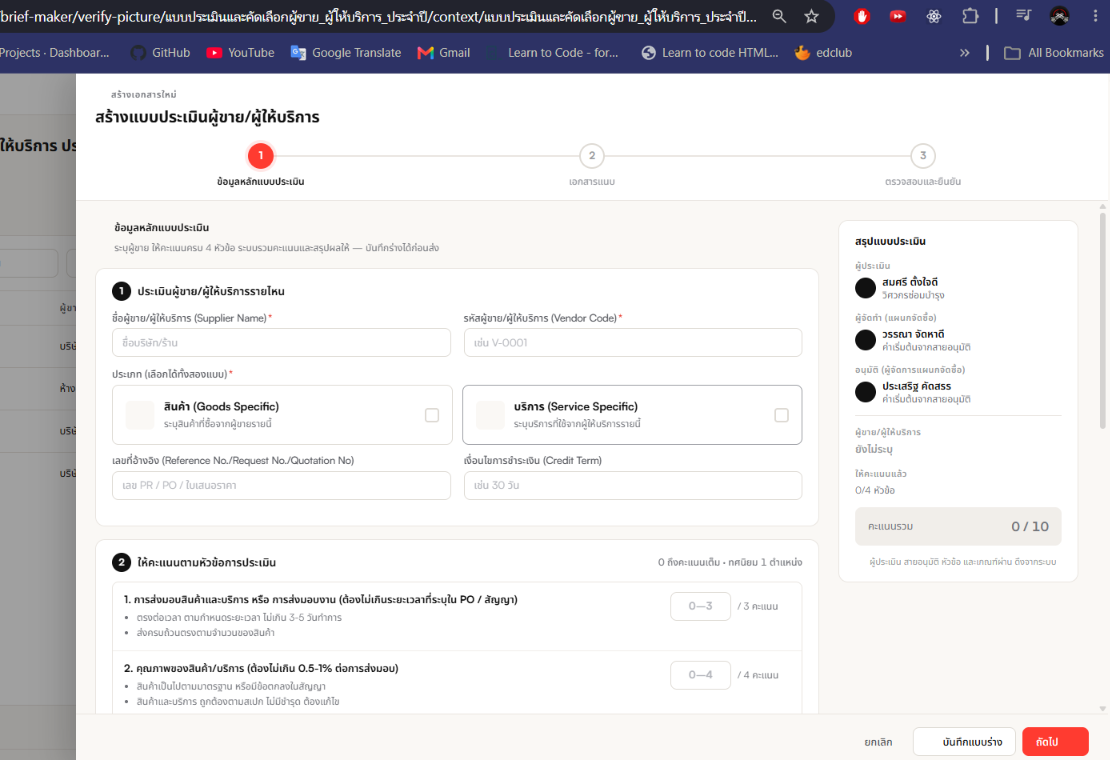 brief-maker/verify-picture/แบบประเมินและคัดเลือกผู้ขาย_ผู้ให้บริการ_ประจำปี/context/แบบประเมินและคัดเลือกผู้ขาย_ผู้ให้บริการ_ประจำปี...
Projects · Dashboar...
GitHub
YouTube
Google Translate
Gmail
Learn to Code - for...
Learn to code HTML...
edclub
»
All Bookmarks
สร้างเอกสารใหม่
สร้างแบบประเมินผู้ขาย/ผู้ให้บริการ
1
2
3
ข้อมูลหลักแบบประเมิน
เอกสารแนบ
ตรวจสอบและยืนยัน
ให้บริการ ปร
ผู้ขา
บริษั
ห้าง
บริษั
บริษั
ข้อมูลหลักแบบประเมิน
ระบุผู้ขาย ให้คะแนนครบ 4 หัวข้อ ระบบรวมคะแนนและสรุปผลให้ — บันทึกร่างได้ก่อนส่ง
1 ประเมินผู้ขาย/ผู้ให้บริการรายไหน
ชื่อผู้ขาย/ผู้ให้บริการ (Supplier Name) *
ชื่อบริษัท/ร้าน
รหัสผู้ขาย/ผู้ให้บริการ (Vendor Code) *
เช่น V-0001
ประเภท (เลือกได้ทั้งสองแบบ) *
สินค้า (Goods Specific)
ระบุสินค้าที่ซื้อจากผู้ขายรายนี้
บริการ (Service Specific)
ระบุบริการที่ใช้จากผู้ให้บริการรายนี้
เลขที่อ้างอิง (Reference No./Request No./Quotation No)
เลข PR / PO / ใบเสนอราคา
เงื่อนไขการชำระเงิน (Credit Term)
เช่น 30 วัน
2 ให้คะแนนตามหัวข้อการประเมิน
0 ถึงคะแนนเต็ม • ทศนิยม 1 ตำแหน่ง
1. การส่งมอบสินค้าและบริการ หรือ การส่งมอบงาน (ต้องไม่เกินระยะเวลาที่ระบุใน PO / สัญญา)
• ตรงต่อเวลา ตามกำหนดระยะเวลา ไม่เกิน 3-5 วันทำการ
• ส่งครบถ้วนตรงตามจำนวนของสินค้า
0—3 / 3 คะแนน
2. คุณภาพของสินค้า/บริการ (ต้องไม่เกิน 0.5-1% ต่อการส่งมอบ)
• สินค้าเป็นไปตามมาตรฐาน หรือมีข้อตกลงในสัญญา
• สินค้าและบริการ ถูกต้องตามสเปก ไม่มีชำรุด ต้องแก้ไข
0—4 / 4 คะแนน
สรุปแบบประเมิน
ผู้ประเมิน
สมศรี ตั้งใจดี
วิศวกรซ่อมบำรุง
ผู้จัดทำ (แผนกจัดซื้อ)
วรรณา จัดหาดี
ค่าเริ่มต้นจากสายอนุมัติ
อนุมัติ (ผู้จัดการแผนกจัดซื้อ)
ประเสริฐ คัดสรร
ค่าเริ่มต้นจากสายอนุมัติ
ผู้ขาย/ผู้ให้บริการ
ยังไม่ระบุ
ให้คะแนนแล้ว
0/4 หัวข้อ
คะแนนรวม 0 / 10
ผู้ประเมิน สายอนุมัติ หัวข้อ และเกณฑ์ผ่าน ดึงจากระบบ
ยกเลิก
บันทึกแบบร่าง
ถัดไป